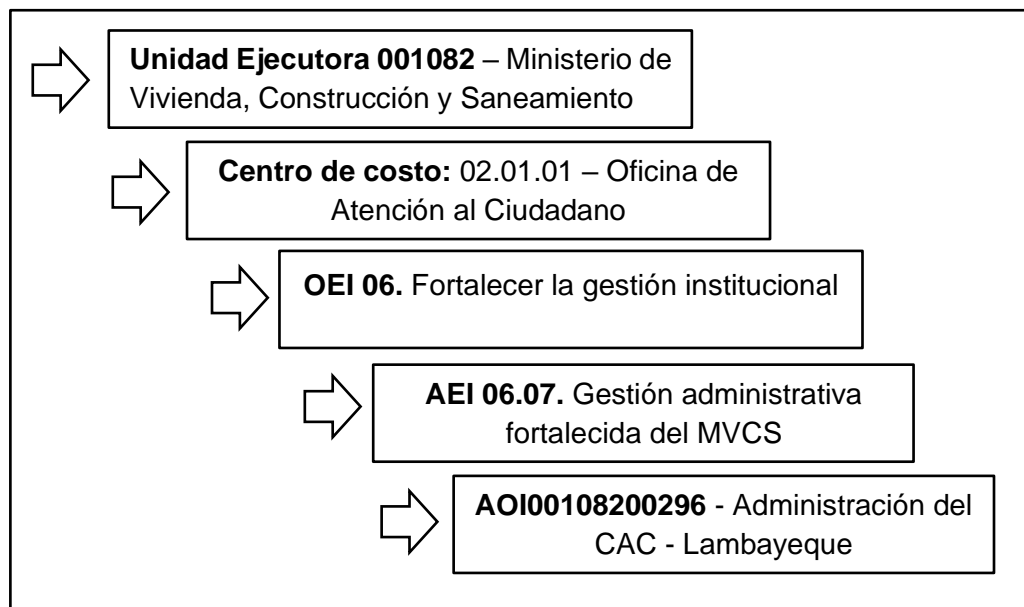 Unidad Ejecutora 001082 – Ministerio de
Vivienda, Construcción y Saneamiento
Centro de costo: 02.01.01 – Oficina de
Atención al Ciudadano
OEI 06. Fortalecer la gestión institucional
AEI 06.07. Gestión administrativa
fortalecida del MVCS
AOI00108200296 - Administración del
CAC - Lambayeque